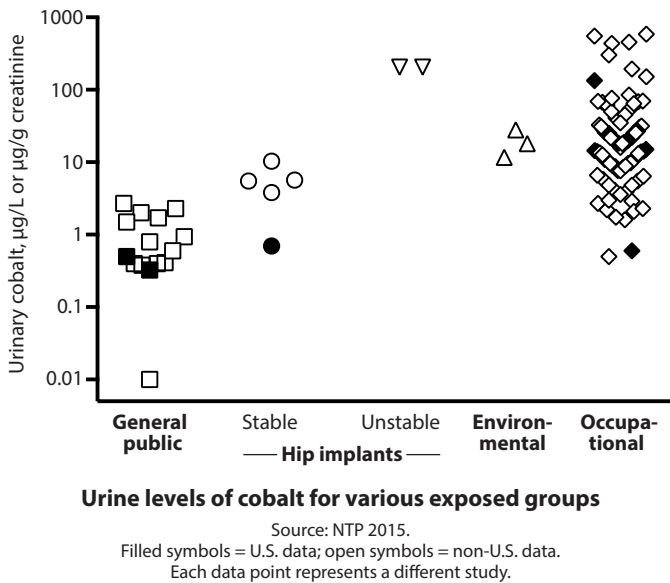 Urinary cobalt, µg/L or µg/g creatinine
1000
100
10
1
0.1
0.01
General
public
Stable
Unstable
Hip implants
Environ-
mental
Occupa-
tional
Urine levels of cobalt for various exposed groups
Source: NTP 2015.
Filled symbols = U.S. data; open symbols = non-U.S. data.
Each data point represents a different study.